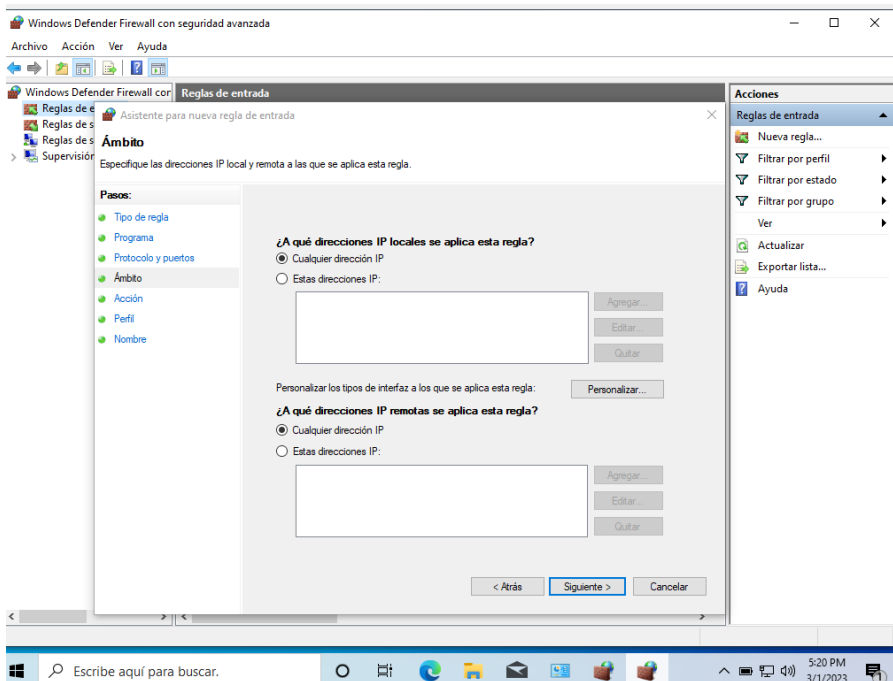 Windows Defender Firewall con seguridad avanzada
Archivo Acción Ver Ayuda
Windows Defender Firewall con
Reglas de e
Reglas de s
Reglas de s
Supervisión
Reglas de entrada
Asistente para nueva regla de entrada
Ámbito
Especifique las direcciones IP local y remota a las que se aplica esta regla.
Pasos:
Tipo de regla
Programa
Protocolo y puertos
Ámbito
Acción
Perfil
Nombre
¿A qué direcciones IP locales se aplica esta regla?
Cualquier dirección IP
Estas direcciones IP:
Agregar...
Editar...
Quitar
Personalizar los tipos de interfaz a los que se aplica esta regla:
Personalizar...
¿A qué direcciones IP remotas se aplica esta regla?
Cualquier dirección IP
Estas direcciones IP:
Agregar...
Editar...
Quitar
< Atrás
Siguiente >
Cancelar
Acciones
Reglas de entrada
Nueva regla...
Filtrar por perfil
Filtrar por estado
Filtrar por grupo
Ver
Actualizar
Exportar lista...
Ayuda
Escribe aquí para buscar.
5:20 PM
3/1/2023